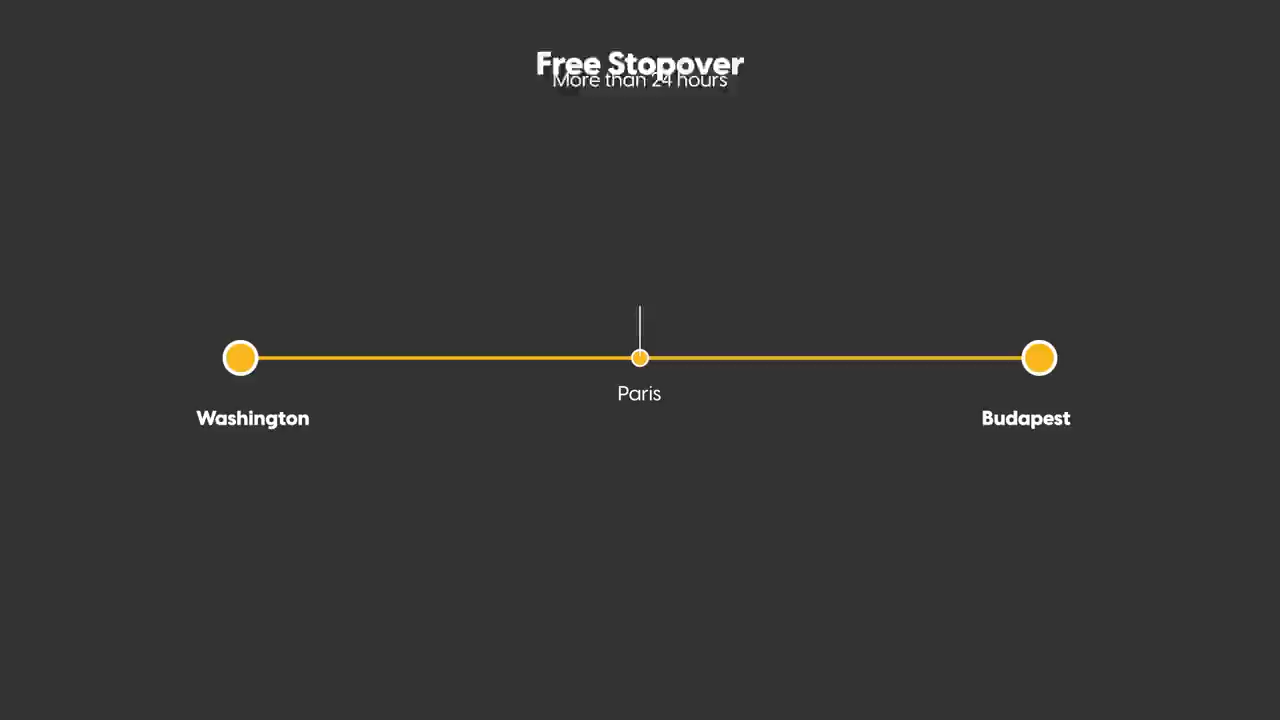 Free Stopover
More than 24 hours
Paris
Washington
Budapest